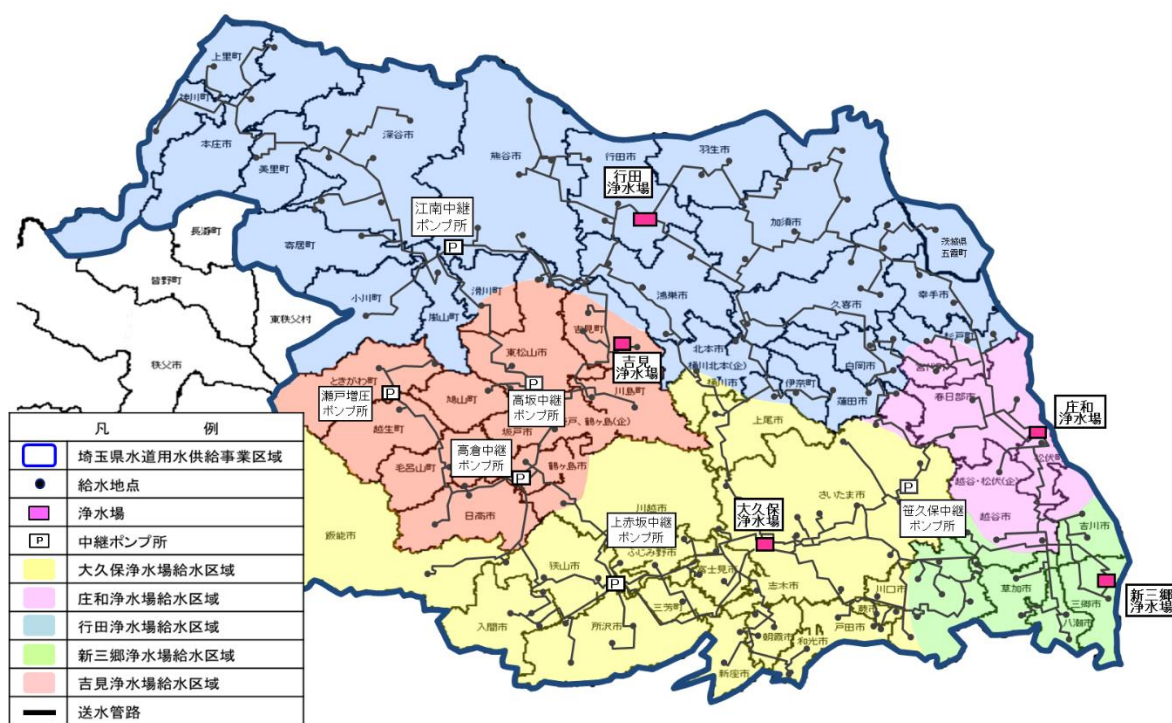 上里町
神川町
本庄市
美里町
深谷市
熊谷市
行田市
羽生市
行田
浄水場
加須市
江南中継
ポンプ所
P
長瀞町
寄居町
茨城県
五霞町
皆野町
小川町
滑川町
嵐山町
鴻巣市
久喜市
幸手市
東秩父村
吉見町
杉戸町
秩父市
東松山市
吉見
浄水場
北本市
桶川北本(企)
桶川市
伊奈町
白岡市
蓮田市
宮代町
ときがわ町
瀬戸増圧
ポンプ所
P
鳩山町
P
高坂中継
ポンプ所
川島町
春日部市
庄和
浄水場
越生町
坂戸市
坂戸、鶴ヶ島(企)
上尾市
松伏町
高倉中継
ポンプ所
P
毛呂山町
鶴ヶ島市
越谷・松伏(企)
日高市
川越市
さいたま市
P
笹久保中継
ポンプ所
越谷市
吉川市
大久保
浄水場
飯能市
上赤坂中継
ポンプ所
P
ふじみ野市
狭山市
富士見市
志木市
川口市
草加市
三郷市
新三郷
浄水場
三芳町
入間市
所沢市
蕨市
戸田市
八潮市
朝霞市
和光市
新座市
凡 例
埼玉県水道用水供給事業区域
給水地点
浄水場
P 中継ポンプ所
大久保浄水場給水区域
庄和浄水場給水区域
行田浄水場給水区域
新三郷浄水場給水区域
吉見浄水場給水区域
送水管路